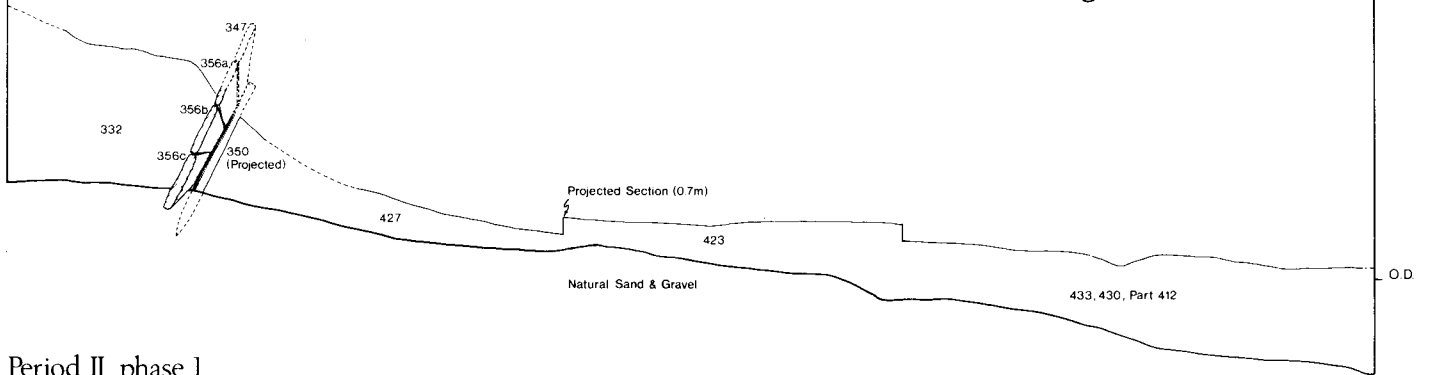 347
356a
356b
332
356c
350
(Projected)
Projected Section (0.7m)
427
423
O.D.
Natural Sand & Gravel
433, 430, Part 412
Period II phase 1